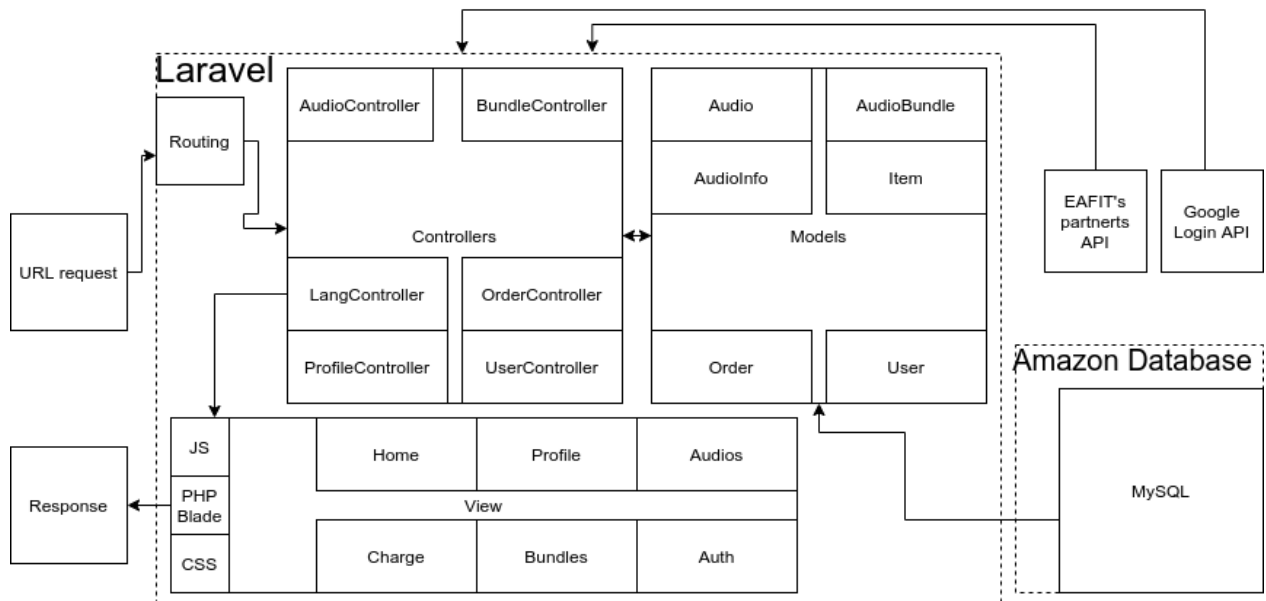 Laravel
AudioController
BundleController
Audio
AudioBundle
Routing
AudioInfo
Item
EAFIT's
partnerts
API
Google
Login API
URL request
Controllers
Models
LangController
OrderController
ProfileController
UserController
Order
User
Amazon Database
JS
Home
Profile
Audios
PHP
Blade
View
Response
MySQL
CSS
Charge
Bundles
Auth